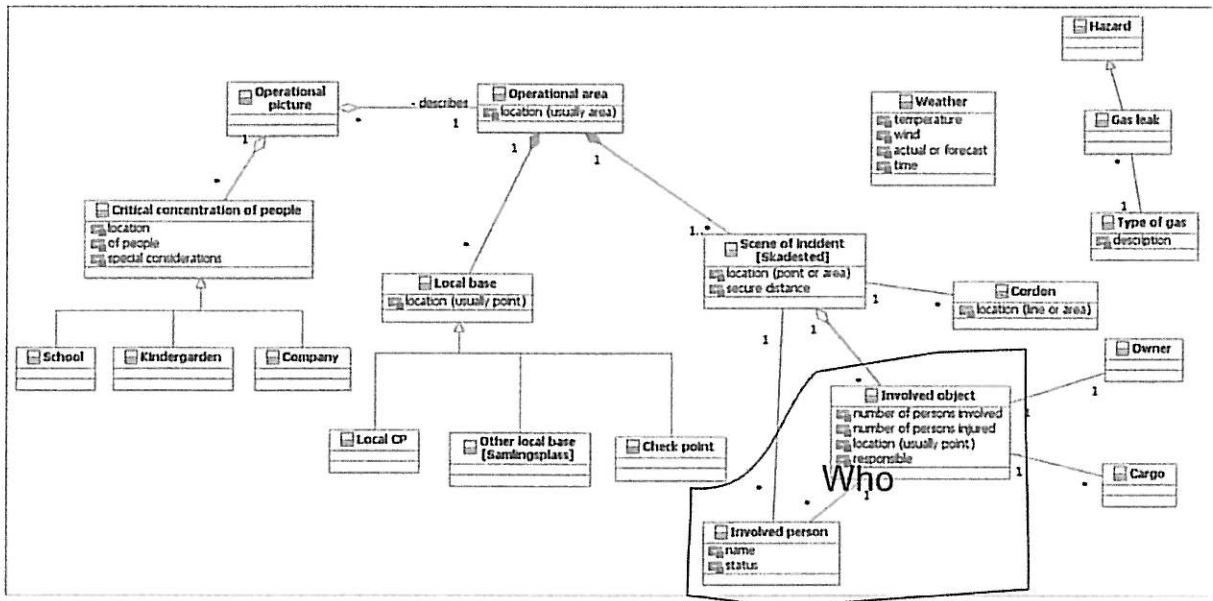 Hazard
Operational
picture
- describes
1
*
1
Operational area
location (usually area)
1
1
Weather
temperature
wind
actual or forecast
time
Gas leak
*
1
Type of gas
description
*
Critical concentration of people
location
of people
special considerations
*
1..*
Local base
location (usually point)
Scene of incident
[Skadested]
location (point or area)
secure distance
1
*
Cordon
location (line or area)
1
1
School
Kindergarden
Company
Owner
1
1
*
Involved object
number of persons involved
number of persons injured
location (usually point)
responsible
Local CP
Other local base
[Samlingsplass]
Check point
1
*
Cargo
Who
*
*
1
Involved person
name
status